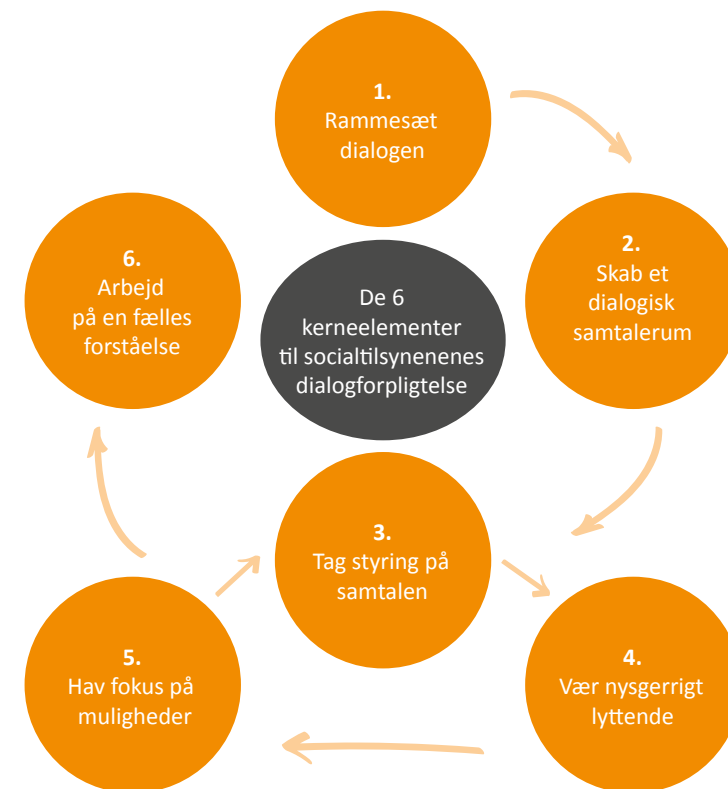 1.
Rammesæt
dialogen
2.
Skab et
dialogisk
samtalerum
3.
Tag styring på
samtalen
4.
Vær nysgerrigt
lyttende
5.
Hav fokus på
muligheder
6.
Arbejd
på en fælles
forståelse
De 6
kerneelementer
til socialtilsynenenes
dialogforpligtelse